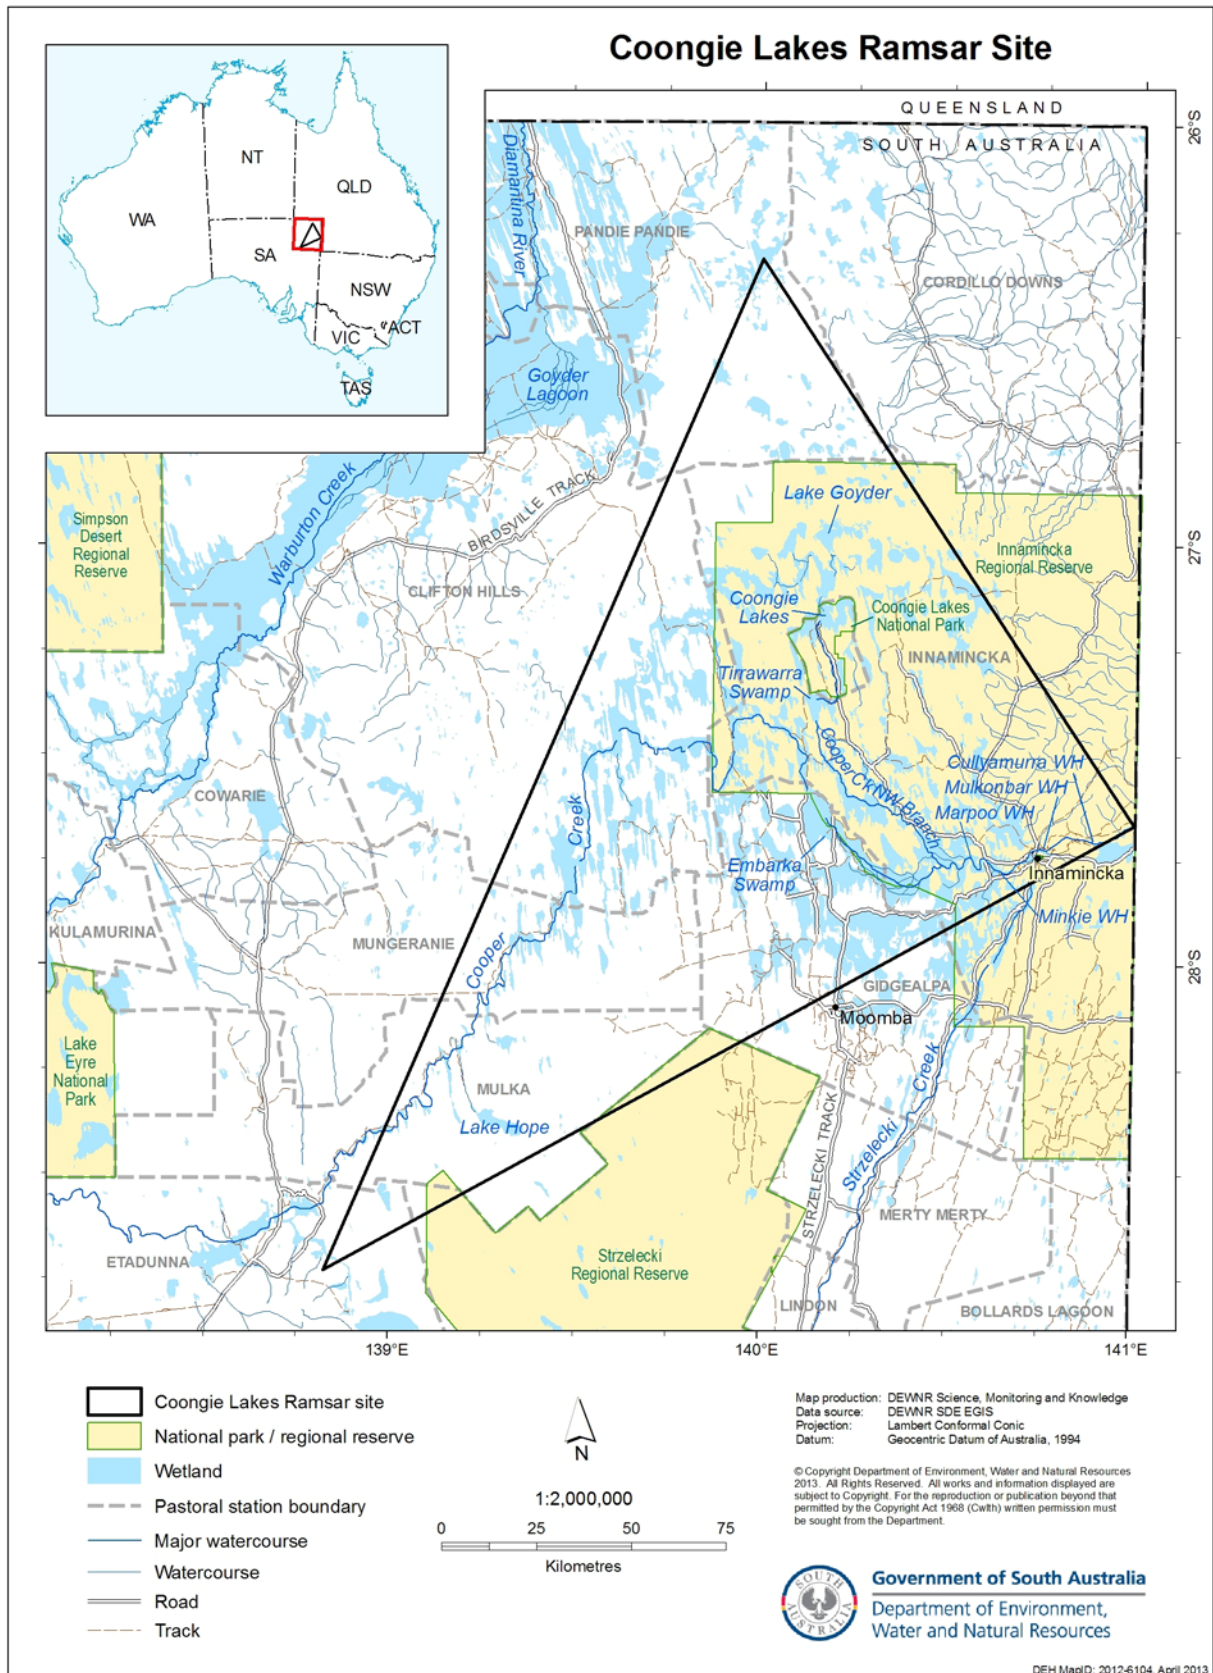 Coongie Lakes Ramsar Site
WA
NT
QLD
SA
NSW
ACT
VIC
TAS
QUEENSLAND
SOUTH AUSTRALIA
26°S
Diamantina River
PANDIE PANDIE
CORDILLO DOWNS
Goyder
Lagoon
BIRDSVILLE TRACK
Warburton Creek
Simpson
Desert
Regional
Reserve
Lake Goyder
Innamincka
Regional Reserve
27°S
CLIFTON HILLS
Coongie
Lakes
Coongie Lakes
National Park
INNAMINCKA
Tirrawarra
Swamp
Cooper Ck NW Branch
Cullyamurra WH
Mulkonbar WH
Marpoo WH
COWARIE
Creek
Embarka
Swamp
Innamincka
Minkie WH
KULAMURINA
MUNGERANIE
Cooper
28°S
GIDGEALPA
Moomba
Lake
Eyre
National
Park
MULKA
Lake Hope
Creek
Strzelecki
STRZELECKI TRACK
MERTY MERTY
ETADUNNA
Strzelecki
Regional Reserve
LINDON
BOLLARDS LAGOON
139°E
140°E
141°E
Coongie Lakes Ramsar site
National park / regional reserve
Wetland
Pastoral station boundary
Major watercourse
Watercourse
Road
Track
N
1:2,000,000
0 25 50 75
Kilometres
Map production: DEWNR Science, Monitoring and Knowledge
Data source: DEWNR SDE EGIS
Projection: Lambert Conformal Conic
Datum: Geocentric Datum of Australia, 1994
© Copyright Department of Environment, Water and Natural Resources
2013. All Rights Reserved. All works and information displayed are
subject to Copyright. For the reproduction or publication beyond that
permitted by the Copyright Act 1968 (Cwlth) written permission must
be sought from the Department.
SOUTH AUSTRALIA
Government of South Australia
Department of Environment,
Water and Natural Resources
DEH MapID: 2012-6104, April 2013